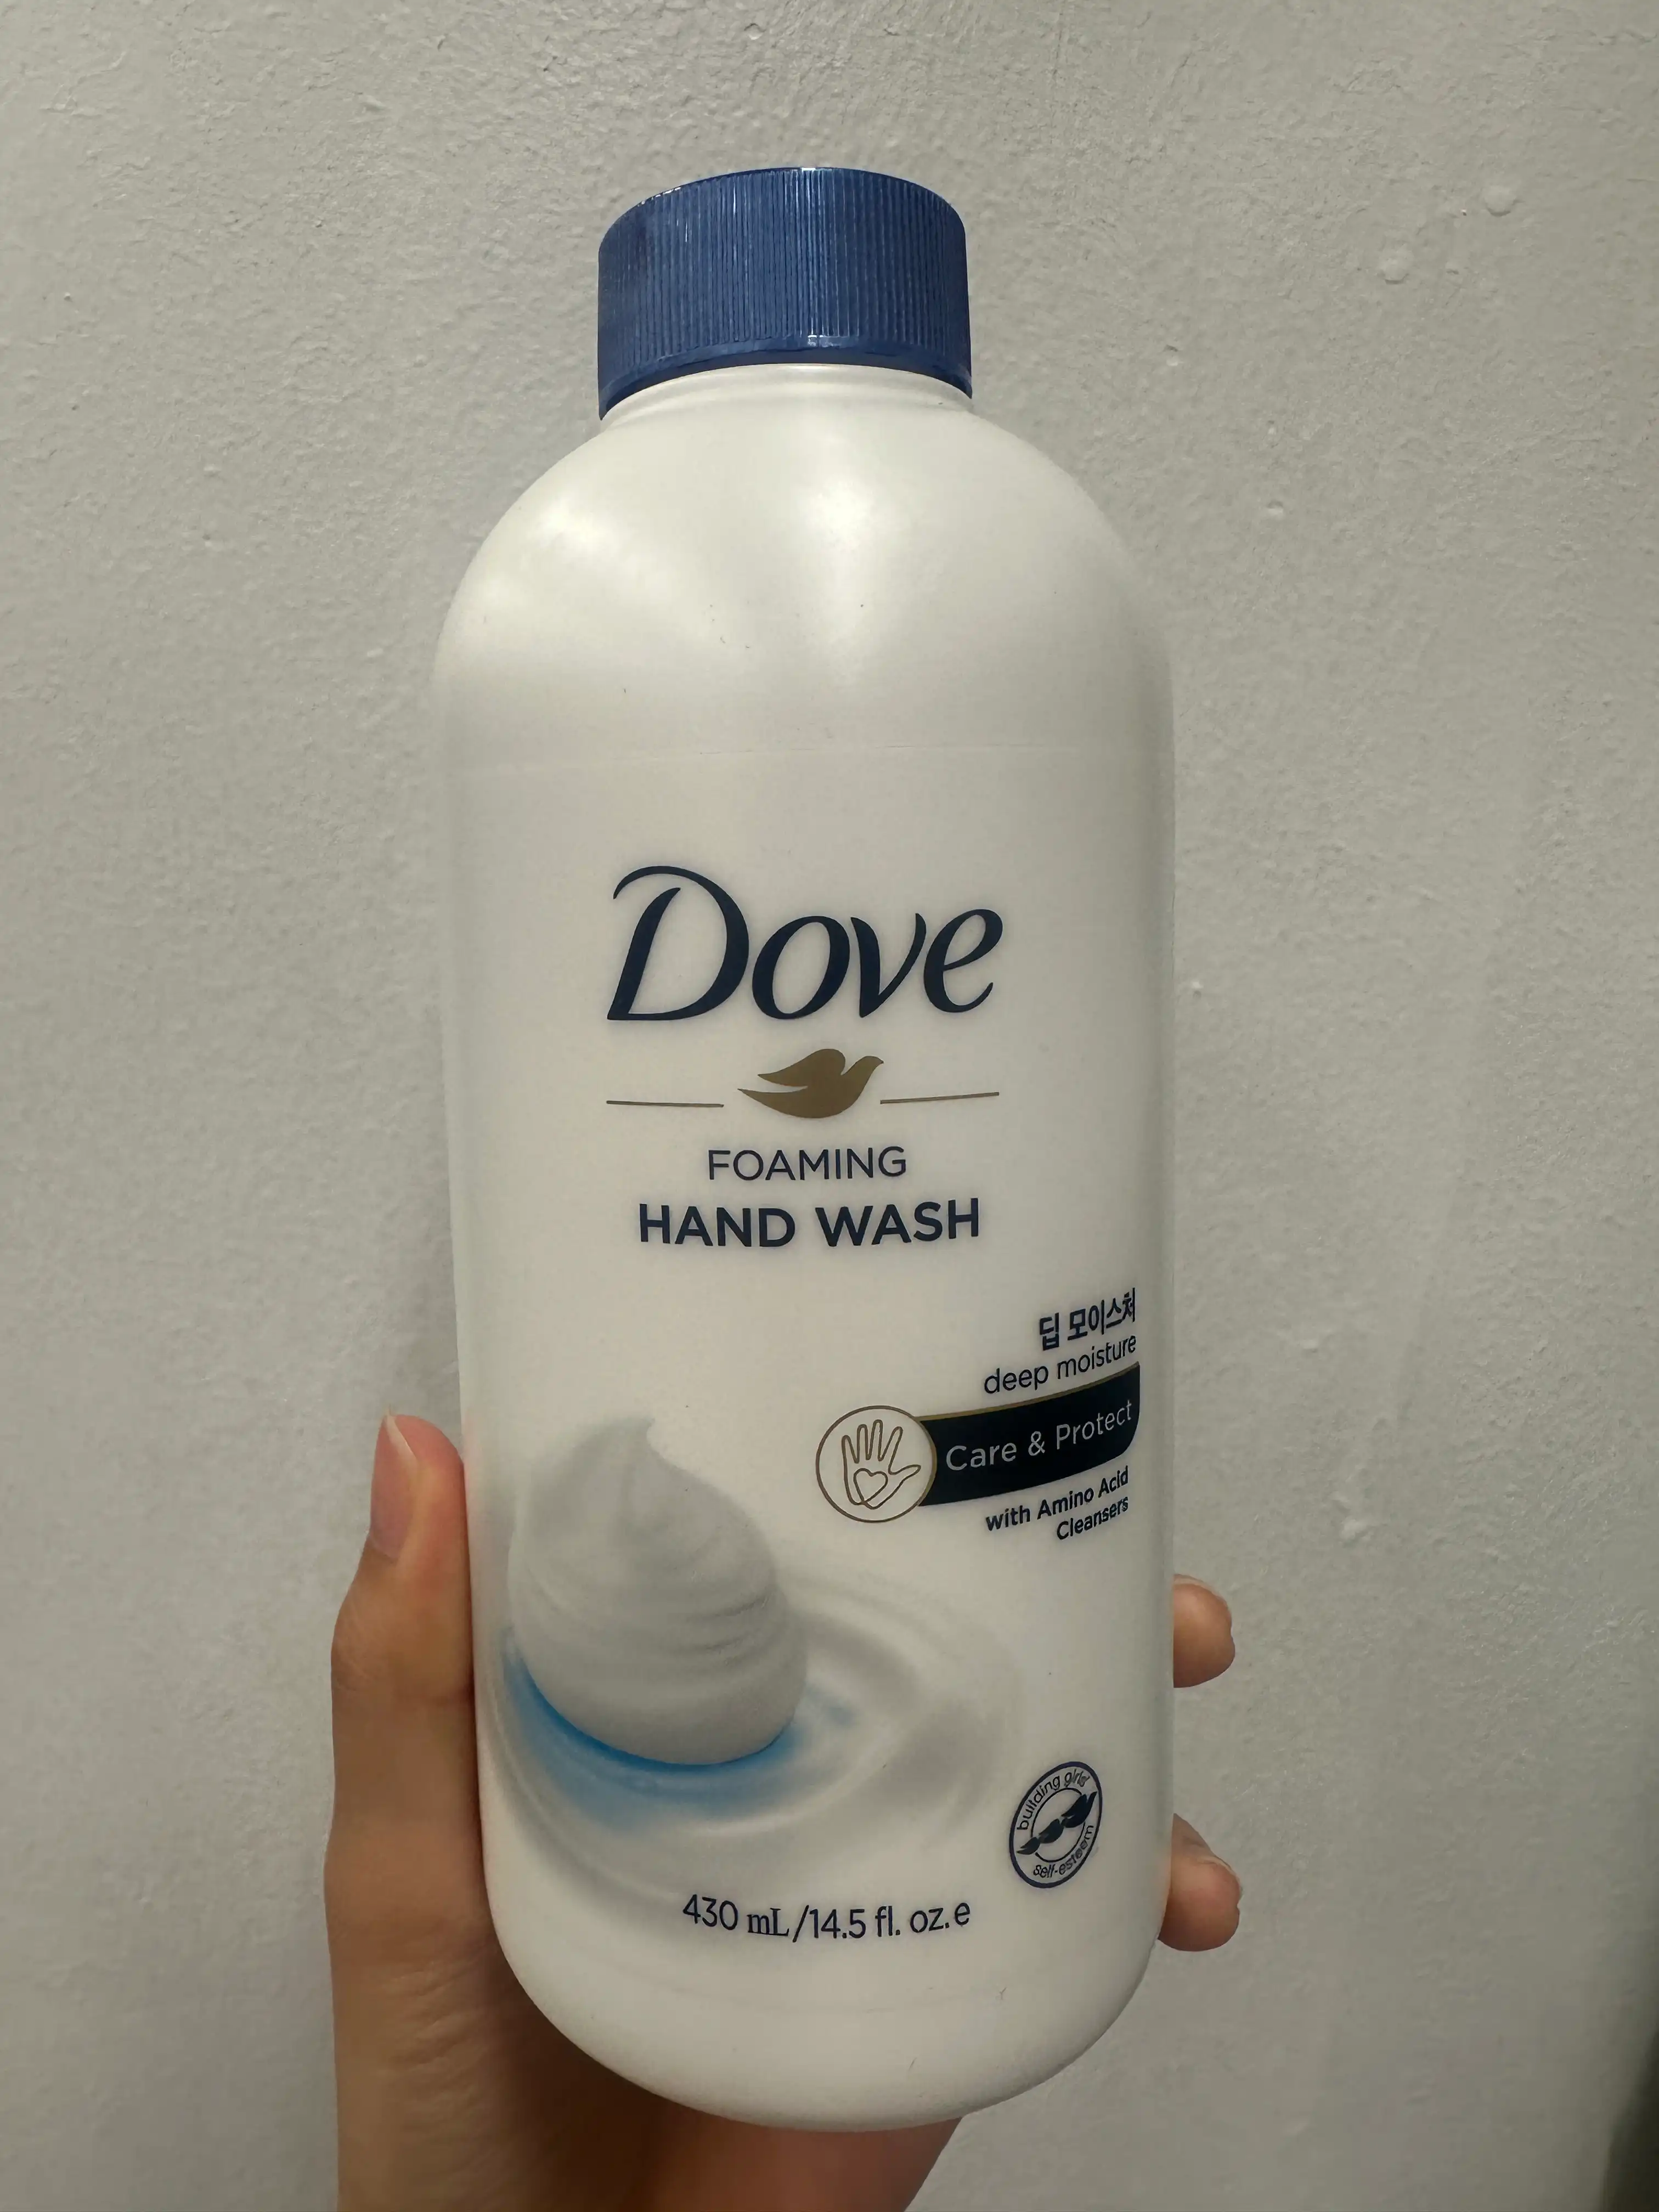 Dove
FOAMING
HAND WASH
딥 모이스처
deep moisture
Care & Protect
with Amino Acid
Cleansers
building girls'
self-esteem
430 mL/14.5 fl. oz. e